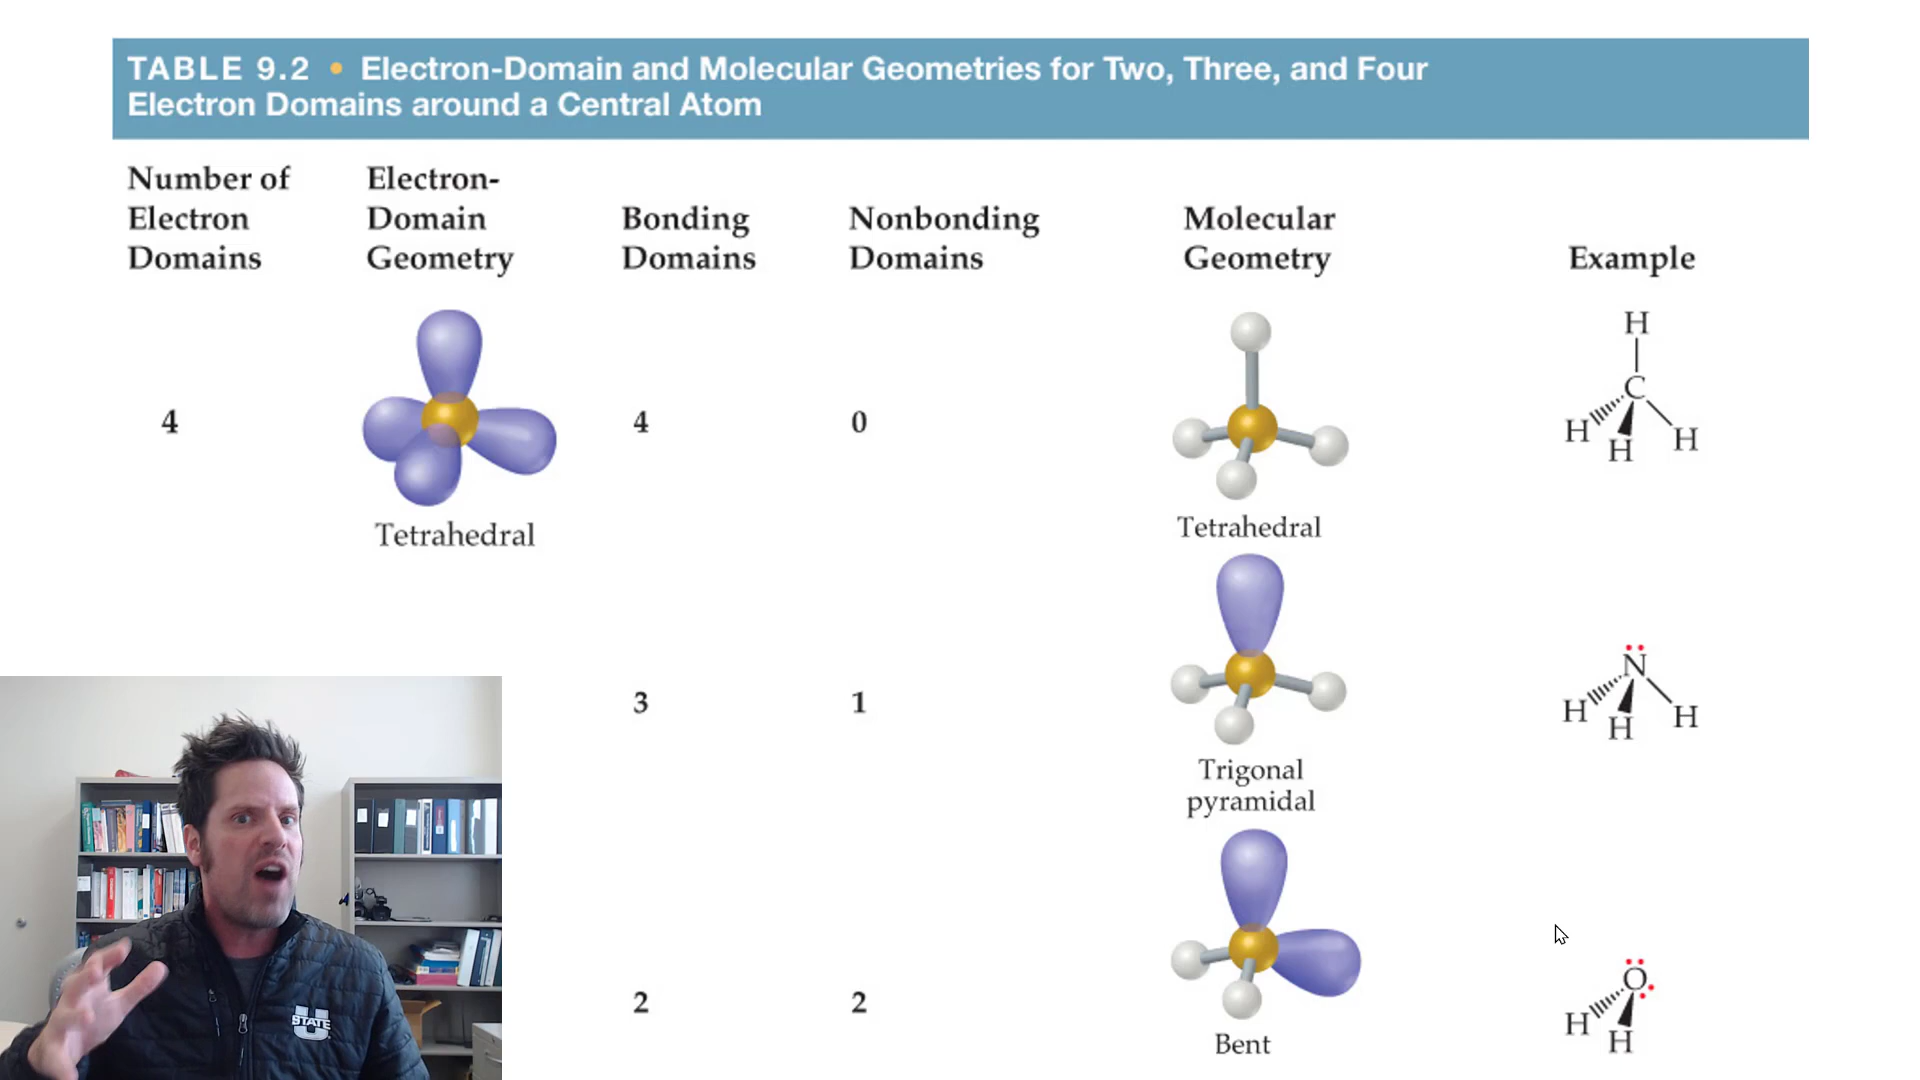 TABLE 9.2 • Electron-Domain and Molecular Geometries for Two, Three, and Four
Electron Domains around a Central Atom
Number of
Electron
Domains
Electron-
Domain
Geometry
Bonding
Domains
Nonbonding
Domains
Molecular
Geometry
Example
4
Tetrahedral
4
0
Tetrahedral
H
C
H
H
H
3
1
Trigonal
pyramidal
N
H
H
H
2
2
Bent
O
H
H
U
STATE